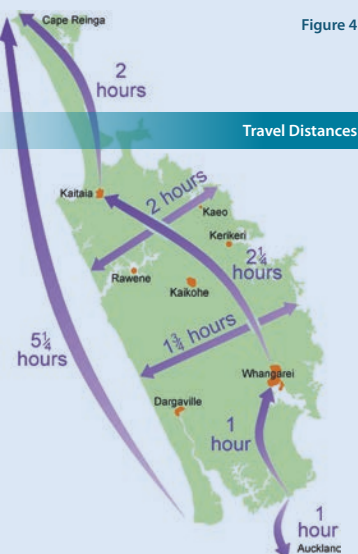 Figure 4
Travel Distances
Cape Reinga
2
hours
Kaitaia
2 hours
Kaeo
Kerikeri
2¼
hours
Rawene
Kaikohe
5¼
hours
1¾ hours
Whangarei
Dargaville
1
hour
1
hour
Aucklanc